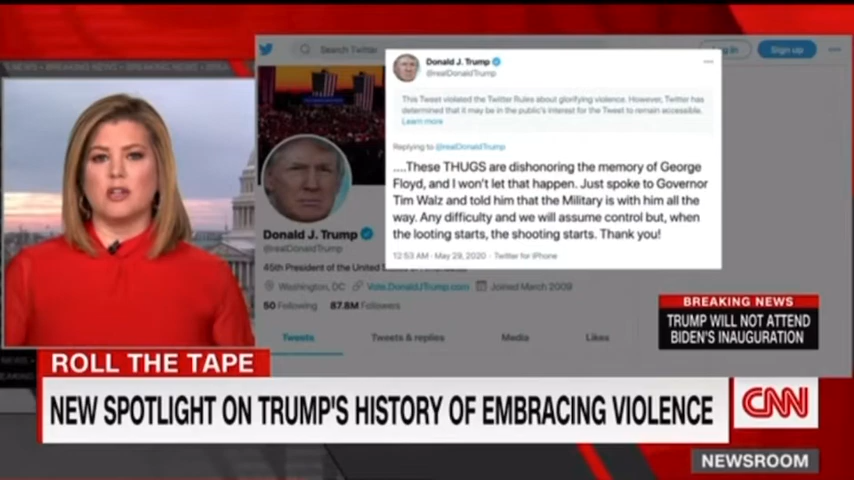 Search Twitter
Log in
Sign up
Donald J. Trump
@realDonaldTrump
This Tweet violated the Twitter Rules about glorifying violence. However, Twitter has
determined that it may be in the public's interest for the Tweet to remain accessible.
Learn more
Replying to @realDonaldTrump
....These THUGS are dishonoring the memory of George
Floyd, and I won't let that happen. Just spoke to Governor
Tim Walz and told him that the Military is with him all the
way. Any difficulty and we will assume control but, when
the looting starts, the shooting starts. Thank you!
12:53 AM · May 29, 2020 · Twitter for iPhone
Donald J. Trump
@realDonaldTrump
45th President of the United
Washington, DC Vote.DonaldJTrump.com Joined March 2009
50 Following 87.8M Followers
Tweets Tweets & replies Media Likes
BREAKING NEWS
TRUMP WILL NOT ATTEND
BIDEN'S INAUGURATION
ROLL THE TAPE
NEW SPOTLIGHT ON TRUMP'S HISTORY OF EMBRACING VIOLENCE
CNN
NEWSROOM